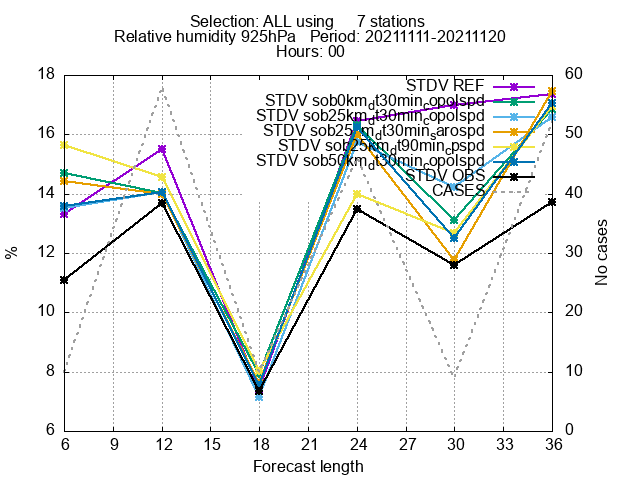 Selection: ALL using 7 stations
Relative humidity 925hPa Period: 20211111-20211120
Hours: 00
18
16
14
12
10
8
6
%
60
50
40
30
20
10
0
No cases
STDV REF
STDV sob0km_dt30min_copolspd
STDV sob25km_dt30min_copolspd
STDV sob25km_dt30min_sarospd
STDV sob25km_dt90min_cpspd
STDV sob50km_dt30min_copolspd
STDV OBS
CASES
6 9 12 15 18 21 24 27 30 33 36
Forecast length